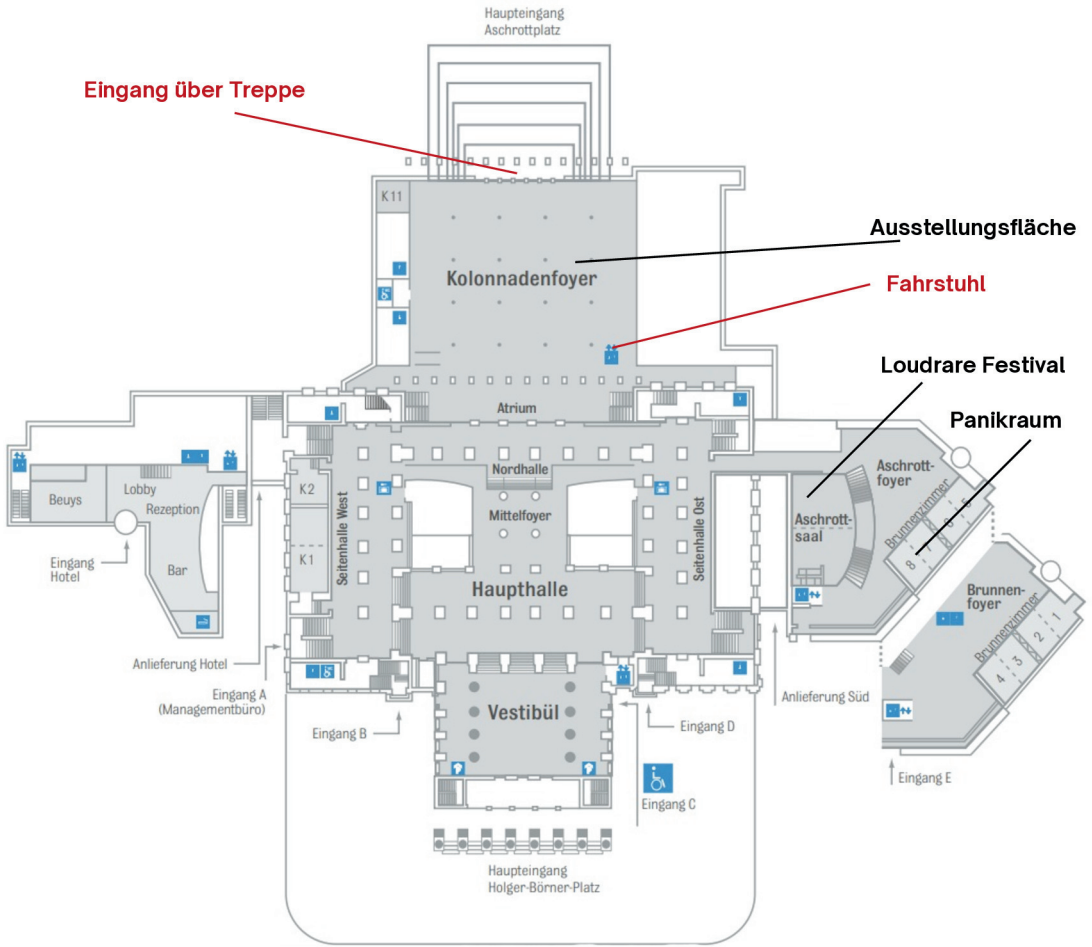 Haupteingang
Aschrottplatz
Eingang über Treppe
K11
Ausstellungsfläche
Kolonnadenfoyer
Fahrstuhl
Loudrare Festival
Panikraum
Atrium
Nordhalle
Aschrott-
foyer
K2
Beuys
Lobby
Rezeption
Mittelfoyer
Seitenhalle West
Seitenhalle Ost
Aschrott-
saal
Brunnenzimmer
5
6
7
8
K1
Eingang
Hotel
Bar
Haupthalle
Brunnen-
foyer
Brunnenzimmer
1
2
3
4
Anlieferung Hotel
Eingang A
(Managementbüro)
Anlieferung Süd
Vestibül
Eingang B
Eingang D
Eingang E
Eingang C
Haupteingang
Holger-Börner-Platz